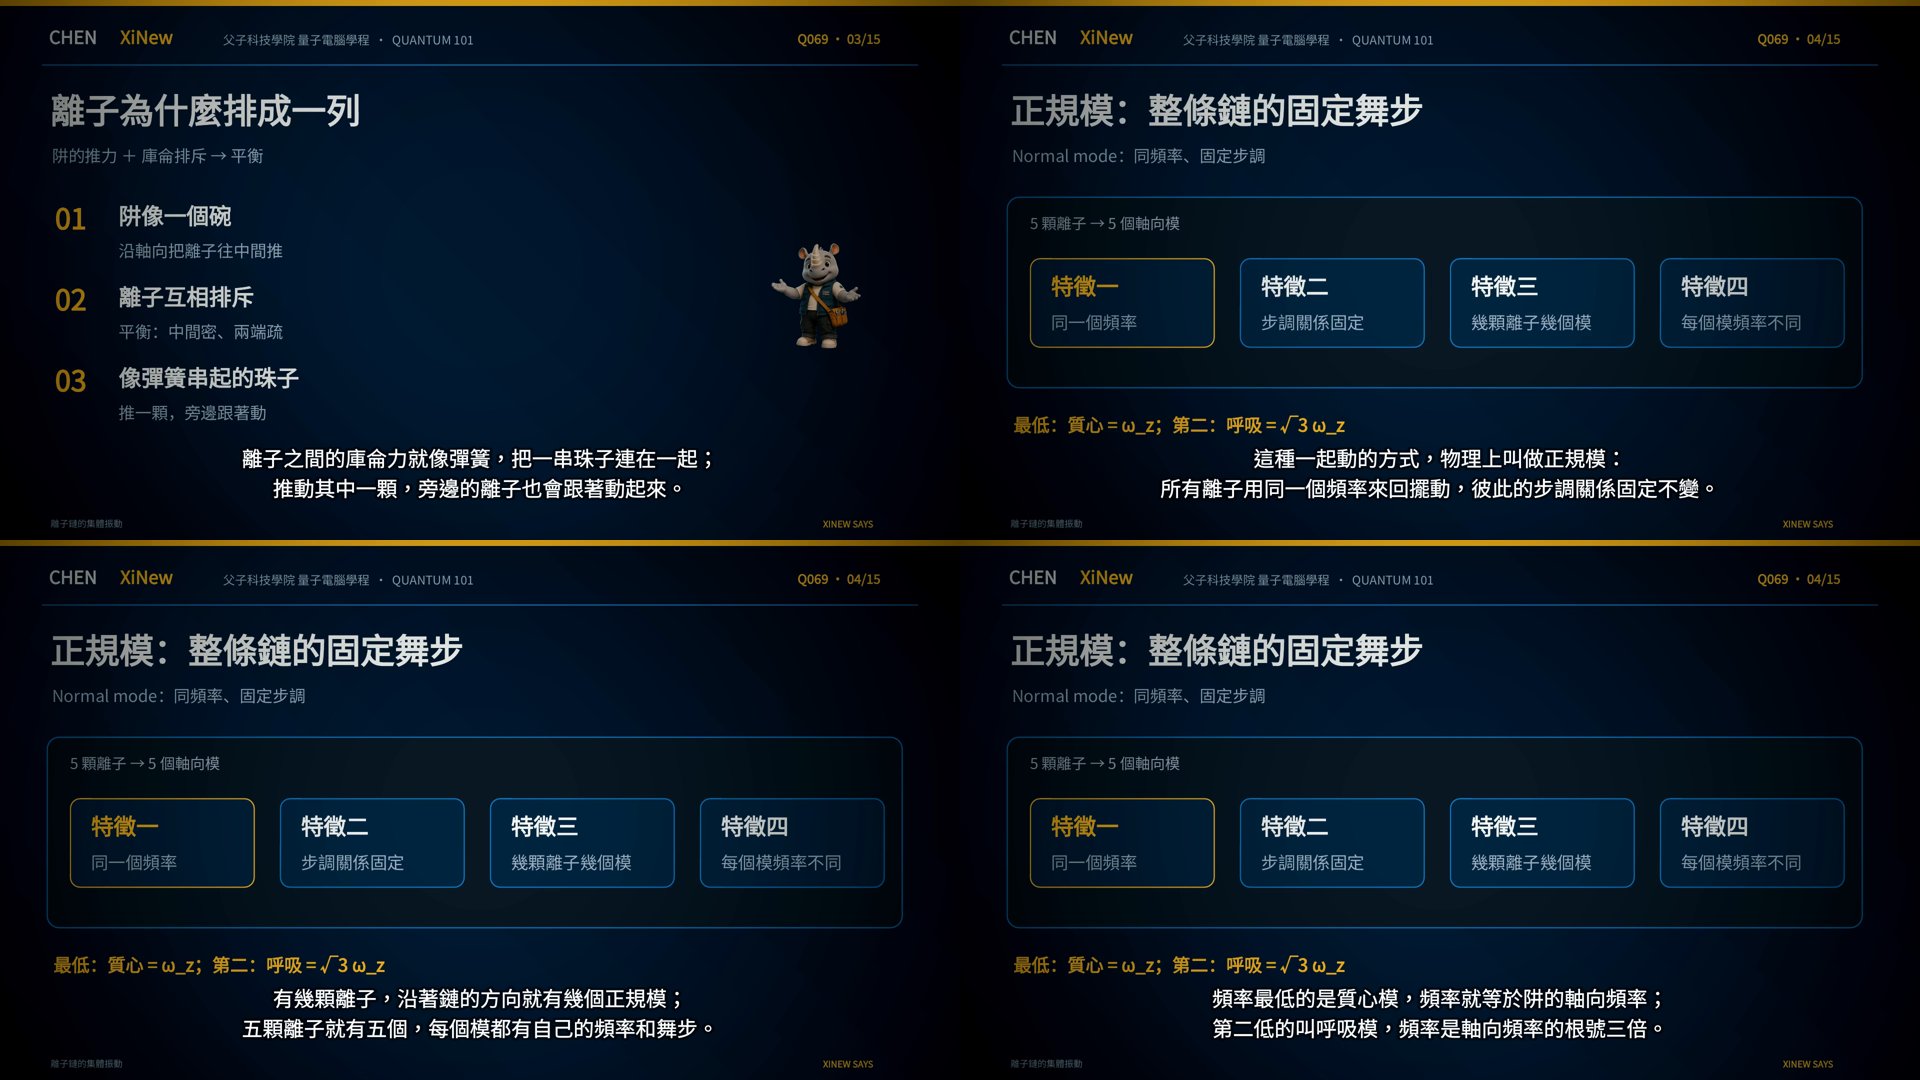 CHEN XiNew 父子科技學院 量子電腦學程 · QUANTUM 101 Q069 · 03/15
離子為什麼排成一列
阱的推力 + 庫侖排斥 → 平衡
01 阱像一個碗
沿軸向把離子往中間推
02 離子互相排斥
平衡：中間密、兩端疏
03 像彈簧串起的珠子
推一顆，旁邊跟著動
離子之間的庫侖力就像彈簧，把一串珠子連在一起；
推動其中一顆，旁邊的離子也會跟著動起來。
離子鏈的集體振動 XINEW SAYS
CHEN XiNew 父子科技學院 量子電腦學程 · QUANTUM 101 Q069 · 04/15
正規模：整條鏈的固定舞步
Normal mode：同頻率、固定步調
5 顆離子 → 5 個軸向模
特徵一 特徵二 特徵三 特徵四
同一個頻率 步調關係固定 幾顆離子幾個模 每個模頻率不同
最低：質心 = ω_z；第二：呼吸 = √3 ω_z
這種一起動的方式，物理上叫做正規模：
所有離子用同一個頻率來回擺動，彼此的步調關係固定不變。
離子鏈的集體振動 XINEW SAYS
CHEN XiNew 父子科技學院 量子電腦學程 · QUANTUM 101 Q069 · 04/15
正規模：整條鏈的固定舞步
Normal mode：同頻率、固定步調
5 顆離子 → 5 個軸向模
特徵一 特徵二 特徵三 特徵四
同一個頻率 步調關係固定 幾顆離子幾個模 每個模頻率不同
最低：質心 = ω_z；第二：呼吸 = √3 ω_z
有幾顆離子，沿著鏈的方向就有幾個正規模；
五顆離子就有五個，每個模都有自己的頻率和舞步。
離子鏈的集體振動 XINEW SAYS
CHEN XiNew 父子科技學院 量子電腦學程 · QUANTUM 101 Q069 · 04/15
正規模：整條鏈的固定舞步
Normal mode：同頻率、固定步調
5 顆離子 → 5 個軸向模
特徵一 特徵二 特徵三 特徵四
同一個頻率 步調關係固定 幾顆離子幾個模 每個模頻率不同
最低：質心 = ω_z；第二：呼吸 = √3 ω_z
頻率最低的是質心模，頻率就等於阱的軸向頻率；
第二低的叫呼吸模，頻率是軸向頻率的根號三倍。
離子鏈的集體振動 XINEW SAYS